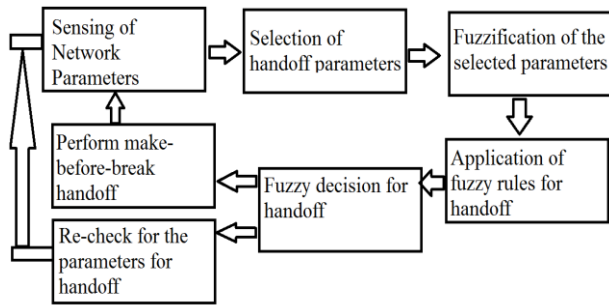 Sensing of
Network
Parameters
Selection of
handoff parameters
Fuzzification of the
selected parameters
Perform make-
before-break
handoff
Fuzzy decision for
handoff
Application of
fuzzy rules for
handoff
Re-check for the
parameters for
handoff